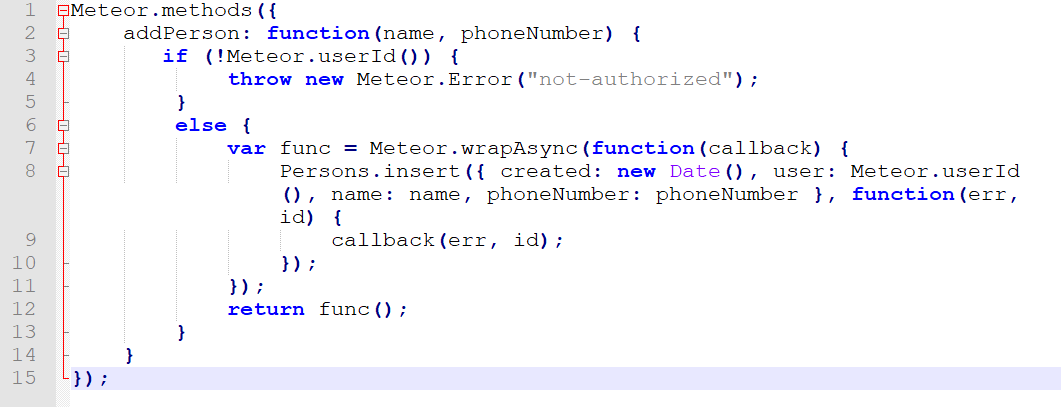 1 Meteor.methods({
2 addPerson: function(name, phoneNumber) {
3 if (!Meteor.userId()) {
4 throw new Meteor.Error("not-authorized");
5 }
6 else {
7 var func = Meteor.wrapAsync(function(callback) {
8 Persons.insert({ created: new Date(), user: Meteor.userId
(), name: name, phoneNumber: phoneNumber }, function(err,
id) {
9 callback(err, id);
10 });
11 });
12 return func();
13 }
14 }
15 });